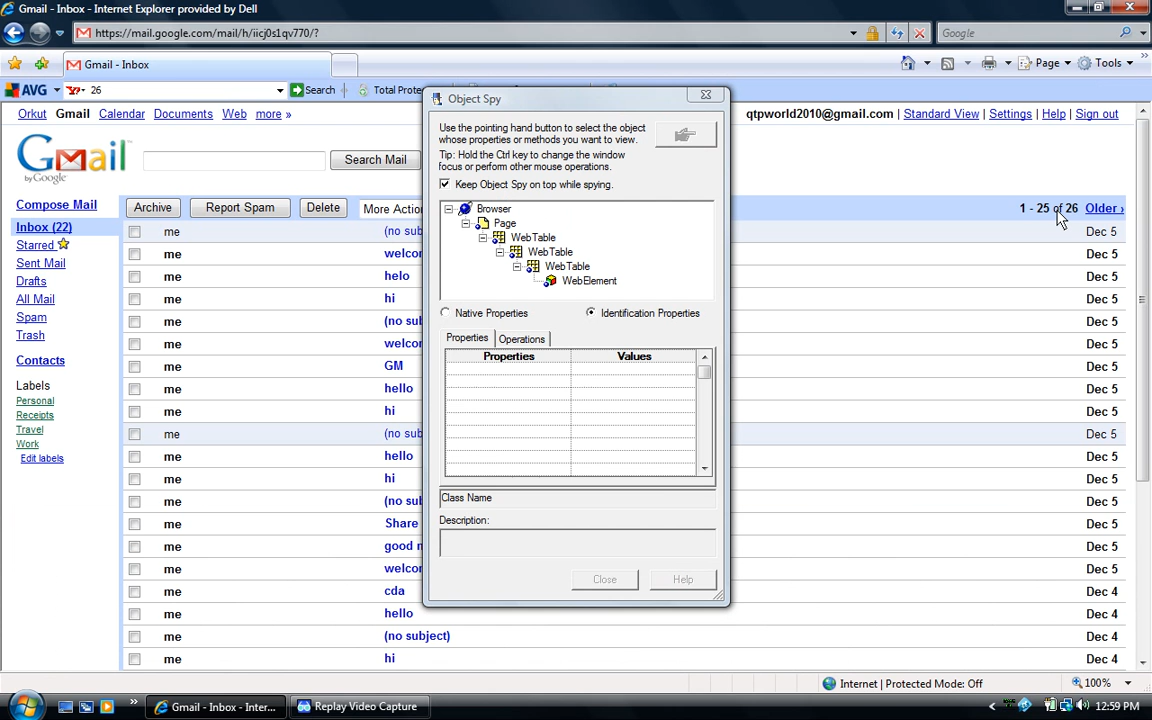 Gmail - Inbox - Internet Explorer provided by Dell
https://mail.google.com/mail/h/iicj0s1qv770/?
Google
Gmail - Inbox
Page
Tools
AVG
Y!
26
Search
Total Prote
Orkut Gmail Calendar Documents Web more »
qtpworld2010@gmail.com | Standard View | Settings | Help | Sign out
Gmail
by Google
Search Mail
Compose Mail
Inbox (22)
Starred
Sent Mail
Drafts
All Mail
Spam
Trash
Contacts
Labels
Personal
Receipts
Travel
Work
Edit labels
Archive Report Spam Delete More Action
1 - 25 of 26 Older ›
me (no sub Dec 5
me welco Dec 5
me helo Dec 5
me hi Dec 5
me (no su Dec 5
me welco Dec 5
me GM Dec 5
me hello Dec 5
me hi Dec 5
me (no su Dec 5
me hello Dec 5
me hi Dec 5
me (no su Dec 5
me Share Dec 5
me good n Dec 5
me welco Dec 5
me cda Dec 4
me hello Dec 4
me (no subject) Dec 4
me hi Dec 4
Object Spy
Use the pointing hand button to select the object
whose properties or methods you want to view.
Tip: Hold the Ctrl key to change the window
focus or perform other mouse operations.
Keep Object Spy on top while spying.
Browser
Page
WebTable
WebTable
WebTable
WebElement
Native Properties Identification Properties
Properties Operations
Properties Values
Class Name
Description:
Close Help
Internet | Protected Mode: Off
100%
Gmail - Inbox - Inter...
Replay Video Capture
12:59 PM